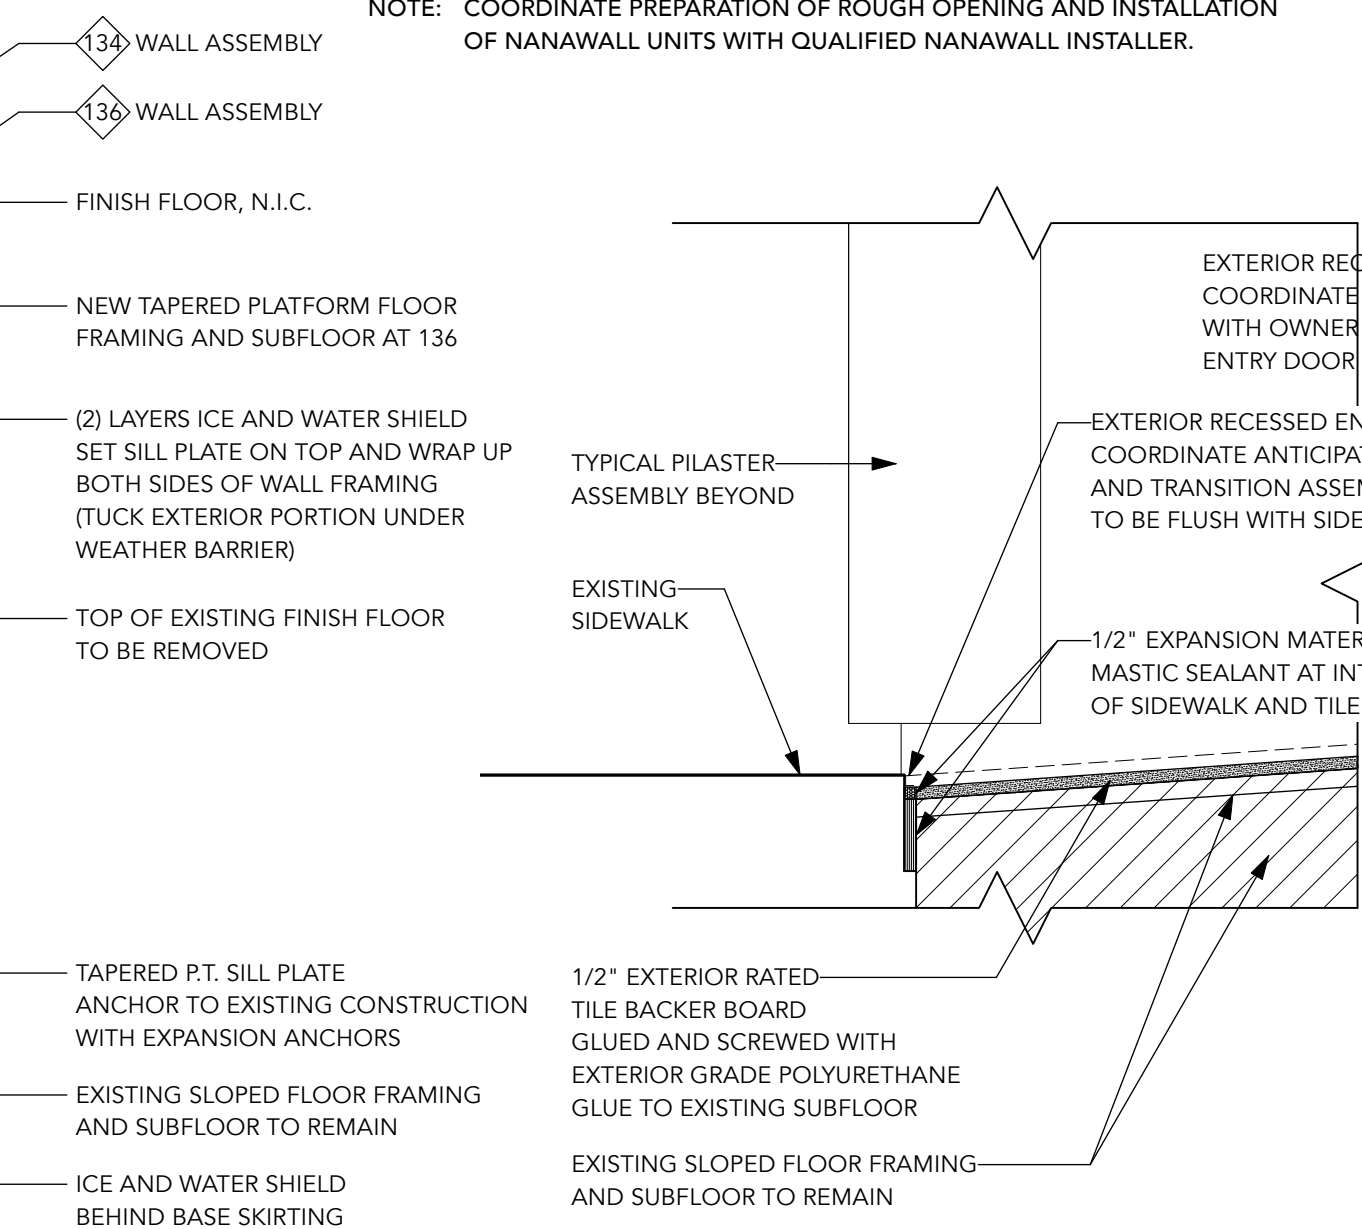 NOTE: COORDINATE PREPARATION OF ROUGH OPENING AND INSTALLATION
OF NANAWALL UNITS WITH QUALIFIED NANAWALL INSTALLER.
134 WALL ASSEMBLY
136 WALL ASSEMBLY
FINISH FLOOR, N.I.C.
NEW TAPERED PLATFORM FLOOR
FRAMING AND SUBFLOOR AT 136
(2) LAYERS ICE AND WATER SHIELD
SET SILL PLATE ON TOP AND WRAP UP
BOTH SIDES OF WALL FRAMING
(TUCK EXTERIOR PORTION UNDER
WEATHER BARRIER)
TOP OF EXISTING FINISH FLOOR
TO BE REMOVED
TAPERED P.T. SILL PLATE
ANCHOR TO EXISTING CONSTRUCTION
WITH EXPANSION ANCHORS
EXISTING SLOPED FLOOR FRAMING
AND SUBFLOOR TO REMAIN
ICE AND WATER SHIELD
BEHIND BASE SKIRTING
TYPICAL PILASTER
ASSEMBLY BEYOND
EXISTING
SIDEWALK
1/2" EXTERIOR RATED
TILE BACKER BOARD
GLUED AND SCREWED WITH
EXTERIOR GRADE POLYURETHANE
GLUE TO EXISTING SUBFLOOR
EXISTING SLOPED FLOOR FRAMING
AND SUBFLOOR TO REMAIN
EXTERIOR
COORDINATE
WITH OWNER
ENTRY DOOR
EXTERIOR RECESSED
COORDINATE
AND TRANSITION
TO BE FLUSH WITH
1/2" EXPANSION
MASTIC SEALANT AT
OF SIDEWALK AND TILE